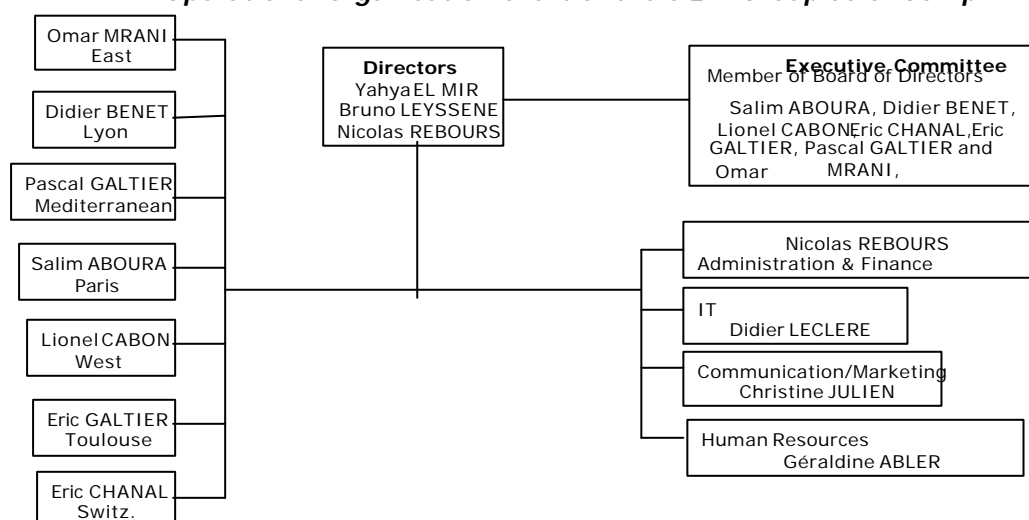 Omar MRANI
East
Didier BENET
Lyon
Pascal GALTIER
Mediterranean
Salim ABOURA
Paris
Lionel CABON
West
Eric GALTIER
Toulouse
Eric CHANAL
Switz.
Directors
Yahya EL MIR
Bruno LEYSSENE
Nicolas REBOURS
Executive Committee
Member of Board of Directors
Salim ABOURA, Didier BENET,
Lionel CABON, Eric CHANAL, Eric
GALTIER, Pascal GALTIER and
Omar MRANI,
Nicolas REBOURS
Administration & Finance
IT
Didier LECLERE
Communication/Marketing
Christine JULIEN
Human Resources
Géraldine ABLER